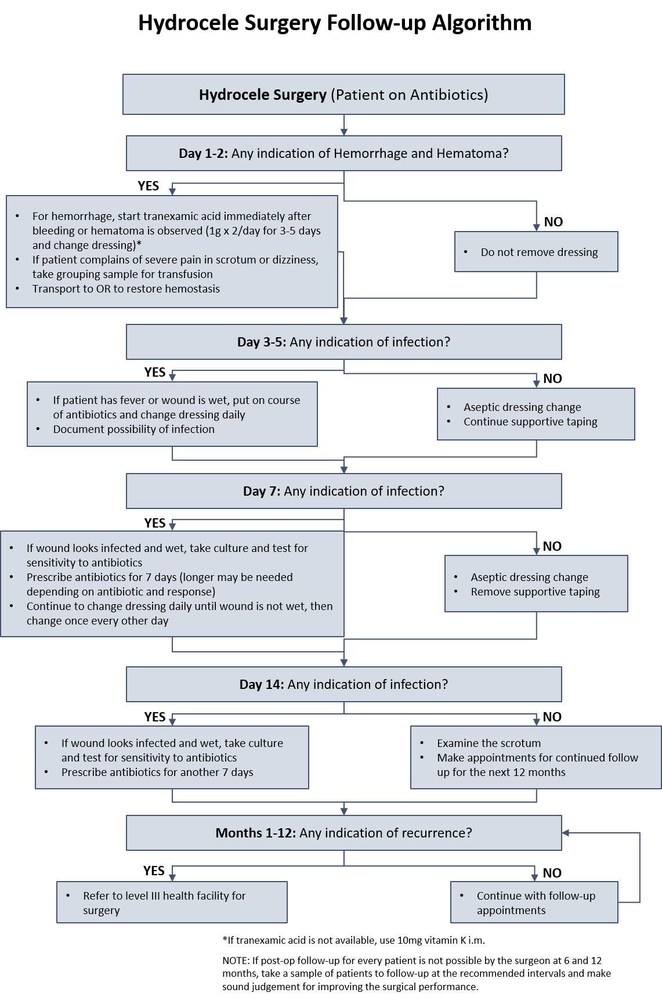 Hydrocele Surgery Follow-up Algorithm
Hydrocele Surgery (Patient on Antibiotics)
Day 1-2: Any indication of Hemorrhage and Hematoma?
YES
• For hemorrhage, start tranexamic acid immediately after
bleeding or hematoma is observed (1g x 2/day for 3-5 days
and change dressing)*
• If patient complains of severe pain in scrotum or dizziness,
take grouping sample for transfusion
• Transport to OR to restore hemostasis
NO
• Do not remove dressing
Day 3-5: Any indication of infection?
YES
• If patient has fever or wound is wet, put on course
of antibiotics and change dressing daily
• Document possibility of infection
NO
• Aseptic dressing change
• Continue supportive taping
Day 7: Any indication of infection?
YES
• If wound looks infected and wet, take culture and test for
sensitivity to antibiotics
• Prescribe antibiotics for 7 days (longer may be needed
depending on antibiotic and response)
• Continue to change dressing daily until wound is not wet, then
change once every other day
NO
• Aseptic dressing change
• Remove supportive taping
Day 14: Any indication of infection?
YES
• If wound looks infected and wet, take culture
and test for sensitivity to antibiotics
• Prescribe antibiotics for another 7 days
NO
• Examine the scrotum
• Make appointments for continued follow
up for the next 12 months
Months 1-12: Any indication of recurrence?
YES
• Refer to level III health facility for
surgery
NO
• Continue with follow-up
appointments
*If tranexamic acid is not available, use 10mg vitamin K i.m.
NOTE: If post-op follow-up for every patient is not possible by the surgeon at 6 and 12
months, take a sample of patients to follow-up at the recommended intervals and make
sound judgement for improving the surgical performance.